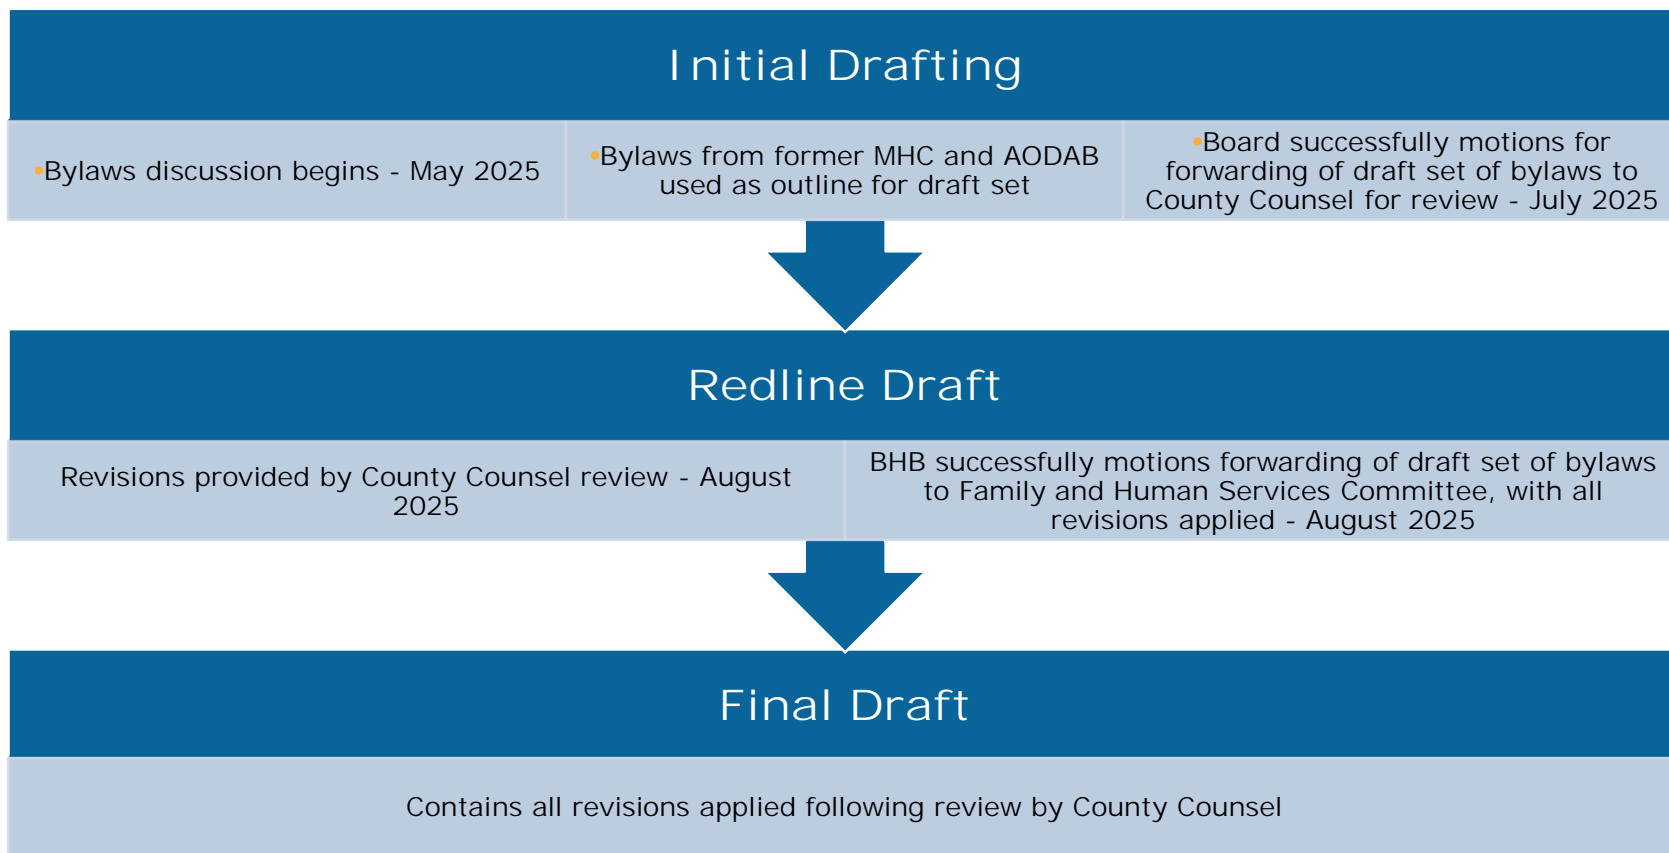 Initial Drafting
•Bylaws discussion begins - May 2025
•Bylaws from former MHC and AODAB
used as outline for draft set
•Board successfully motions for
forwarding of draft set of bylaws to
County Counsel for review - July 2025
Redline Draft
Revisions provided by County Counsel review - August
2025
BHB successfully motions forwarding of draft set of bylaws
to Family and Human Services Committee, with all
revisions applied - August 2025
Final Draft
Contains all revisions applied following review by County Counsel